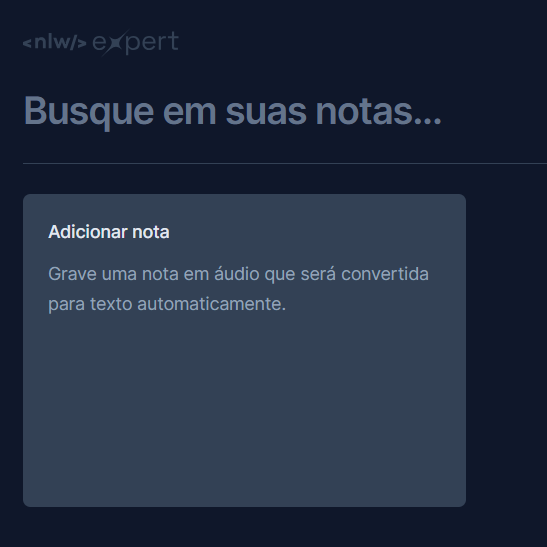 <nlw/> expert
Busque em suas notas...
Adicionar nota
Grave uma nota em áudio que será convertida
para texto automaticamente.